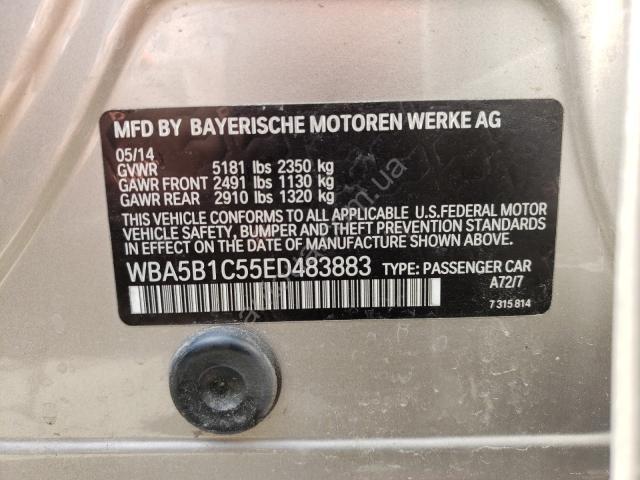 MFD BY BAYERISCHE MOTOREN WERKE AG
05/14
GVWR 5181 lbs 2350 kg
GAWR FRONT 2491 lbs 1130 kg
GAWR REAR 2910 lbs 1320 kg
THIS VEHICLE CONFORMS TO ALL APPLICABLE U.S.FEDERAL MOTOR
VEHICLE SAFETY, BUMPER AND THEFT PREVENTION STANDARDS
IN EFFECT ON THE DATE OF MANUFACTURE SHOWN ABOVE.
WBA5B1C55ED483883 TYPE: PASSENGER CAR
A72/7
7 315 814